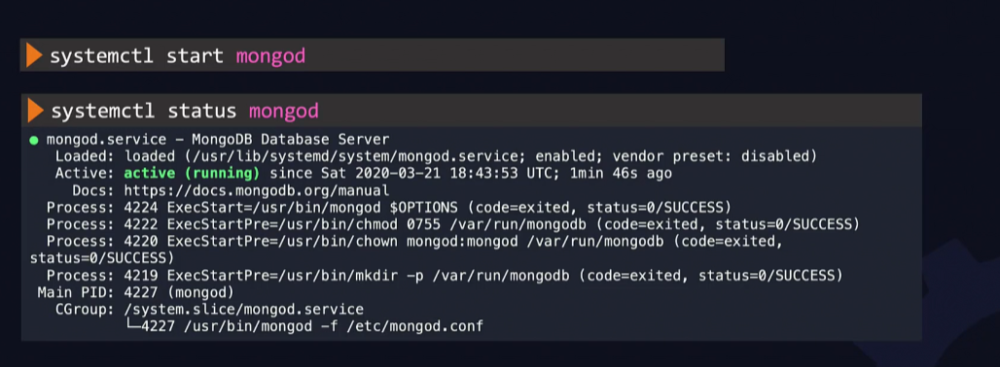 systemctl start mongod
systemctl status mongod
● mongod.service – MongoDB Database Server
Loaded: loaded (/usr/lib/systemd/system/mongod.service; enabled; vendor preset: disabled)
Active: active (running) since Sat 2020-03-21 18:43:53 UTC; 1min 46s ago
Docs: https://docs.mongodb.org/manual
Process: 4224 ExecStart=/usr/bin/mongod $OPTIONS (code=exited, status=0/SUCCESS)
Process: 4222 ExecStartPre=/usr/bin/chmod 0755 /var/run/mongodb (code=exited, status=0/SUCCESS)
Process: 4220 ExecStartPre=/usr/bin/chown mongod:mongod /var/run/mongodb (code=exited,
status=0/SUCCESS)
Process: 4219 ExecStartPre=/usr/bin/mkdir -p /var/run/mongodb (code=exited, status=0/SUCCESS)
Main PID: 4227 (mongod)
CGroup: /system.slice/mongod.service
└─4227 /usr/bin/mongod -f /etc/mongod.conf